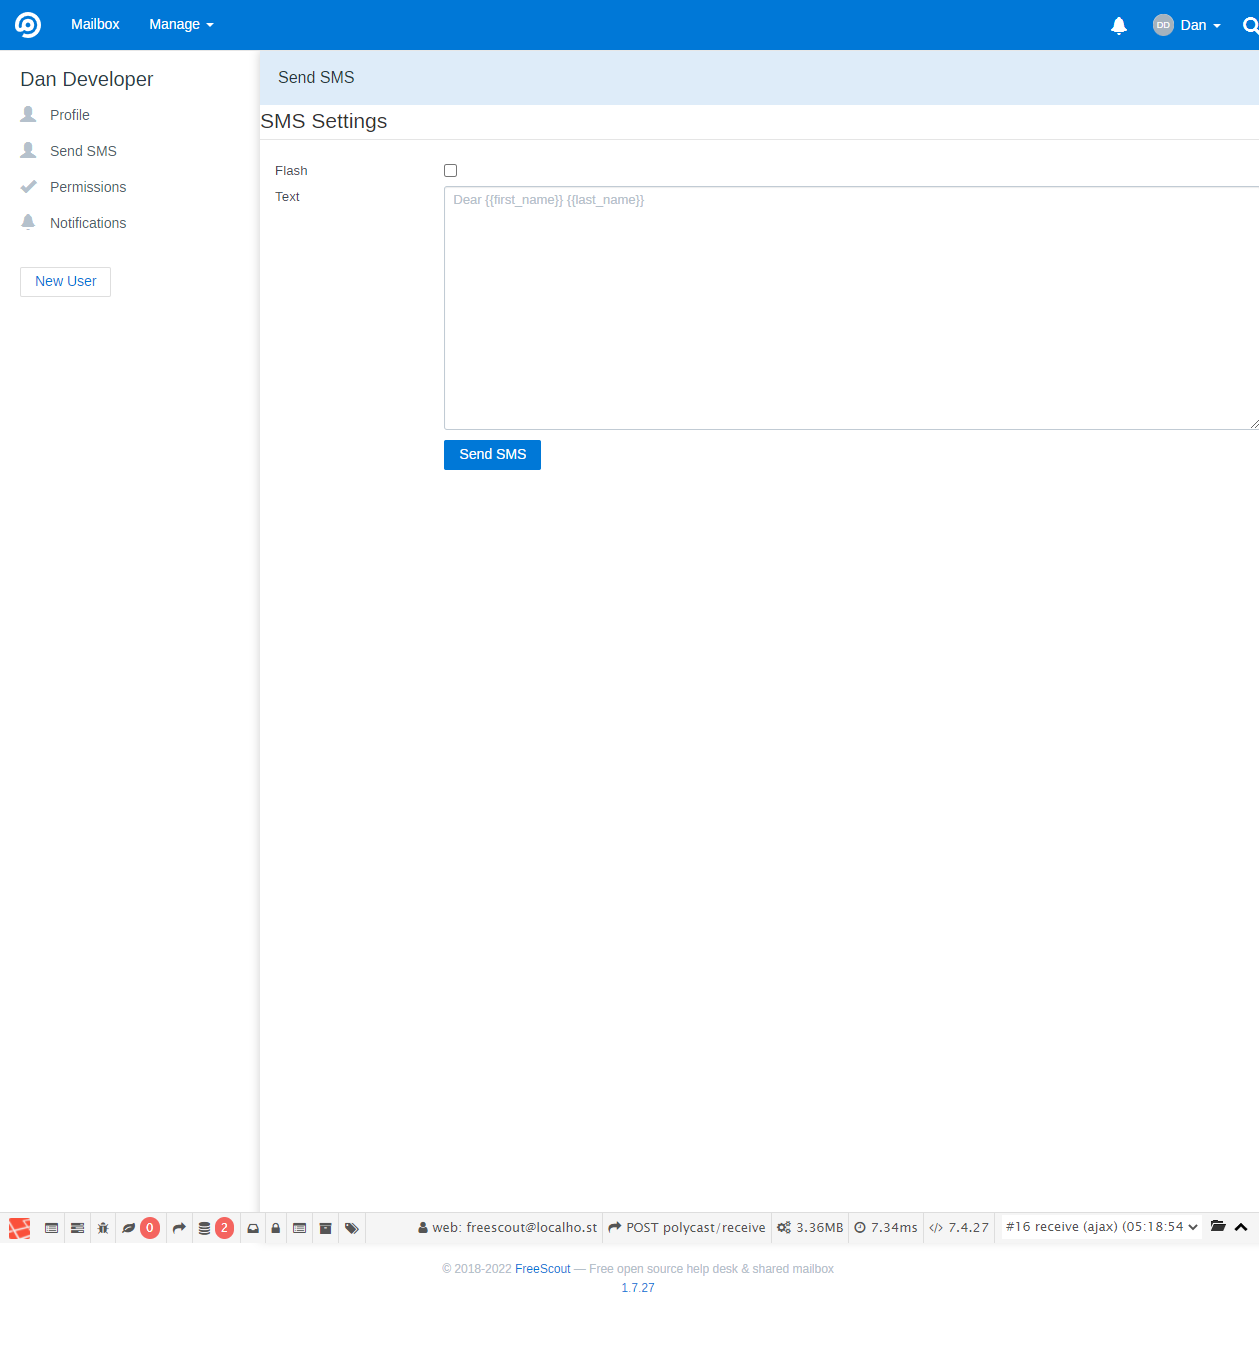 Mailbox Manage
DD Dan
Dan Developer
Profile
Send SMS
Permissions
Notifications
New User
Send SMS
SMS Settings
Flash
Text
Dear {{first_name}} {{last_name}}
Send SMS
0 2 web: freescout@localho.st POST polycast/receive 3.36MB 7.34ms 7.4.27 #16 receive (ajax) (05:18:54
© 2018-2022 FreeScout — Free open source help desk & shared mailbox
1.7.27